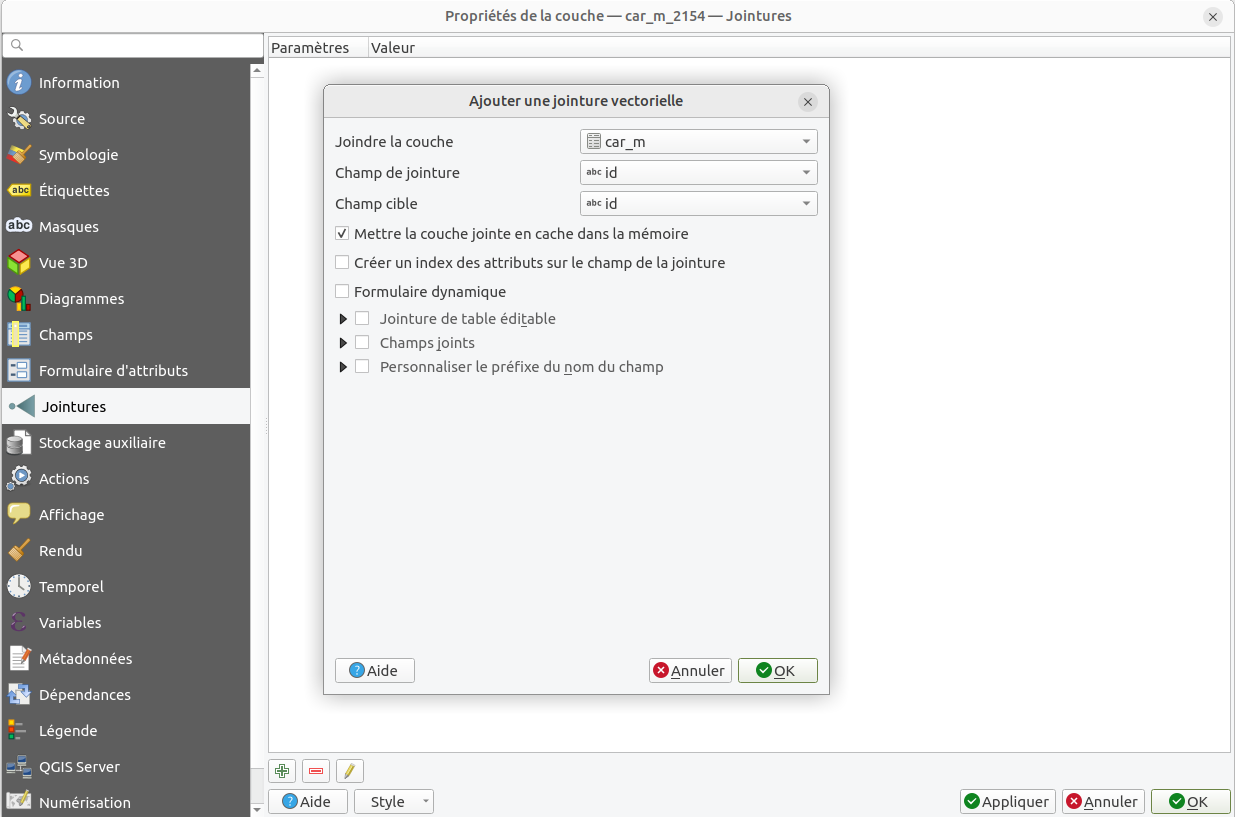 Propriétés de la couche — car_m_2154 — Jointures
Information
Source
Symbologie
abc Étiquettes
abc Masques
Vue 3D
Diagrammes
Champs
Formulaire d'attributs
Jointures
Stockage auxiliaire
Actions
Affichage
Rendu
Temporel
Variables
Métadonnées
Dépendances
Légende
QGIS Server
Numérisation
Paramètres Valeur
Ajouter une jointure vectorielle
Joindre la couche car_m
Champ de jointure abc id
Champ cible abc id
Mettre la couche jointe en cache dans la mémoire
Créer un index des attributs sur le champ de la jointure
Formulaire dynamique
Jointure de table éditable
Champs joints
Personnaliser le préfixe du nom du champ
Aide Annuler OK
Aide Style Appliquer Annuler OK